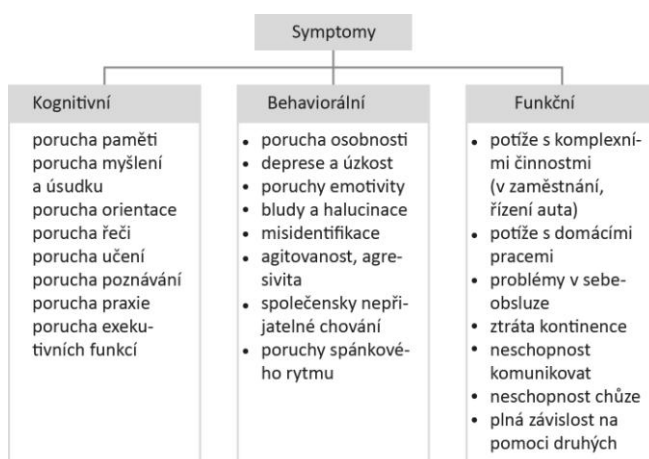 Symptomy
Kognitivní
porucha paměti
porucha myšlení
a úsudku
porucha orientace
porucha řeči
porucha učení
porucha poznávání
porucha praxie
porucha exeku-
tivních funkcí
Behaviorální
• porucha osobnosti
• deprese a úzkost
• poruchy emotivity
• bludy a halucinace
• misidentifikace
• agitovanost, agre-
sivita
• společensky nepři-
jatelné chování
• poruchy spánkové-
ho rytmu
Funkční
• potíže s komplexní-
mi činnostmi
(v zaměstnání,
řízení auta)
• potíže s domácími
pracemi
• problémy v sebe-
obsluze
• ztráta kontinence
• neschopnost
komunikovat
• neschopnost chůze
• plná závislost na
pomoci druhých